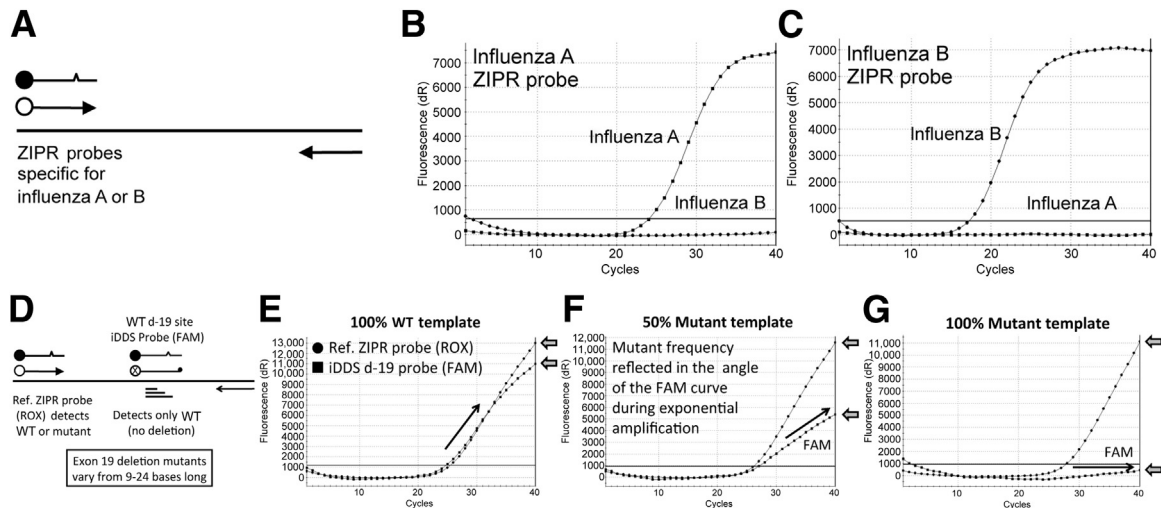 A
ZIPR probes
specific for
influenza A or B
B
Influenza A
ZIPR probe
Influenza A
Influenza B
Fluorescence (dR)
7000
6000
5000
4000
3000
2000
1000
0
10
20
30
40
Cycles
C
Influenza B
ZIPR probe
Influenza B
Influenza A
Fluorescence (dR)
7000
6000
5000
4000
3000
2000
1000
0
10
20
30
40
Cycles
D
WT d-19 site
iDDS Probe (FAM)
Ref. ZIPR probe
(ROX) detects
WT or mutant
Detects only WT
(no deletion)
Exon 19 deletion mutants
vary from 9-24 bases long
E
100% WT template
Ref. ZIPR probe (ROX)
iDDS d-19 probe (FAM)
Fluorescence (dR)
13,000
12,000
11,000
10,000
9000
8000
7000
6000
5000
4000
3000
2000
1000
0
10
20
30
40
Cycles
F
50% Mutant template
Mutant frequency
reflected in the angle
of the FAM curve
during exponential
amplification
FAM
Fluorescence (dR)
12,000
11,000
10,000
9000
8000
7000
6000
5000
4000
3000
2000
1000
0
10
20
30
40
Cycles
G
100% Mutant template
FAM
Fluorescence (dR)
11,000
10,000
9000
8000
7000
6000
5000
4000
3000
2000
1000
0
10
20
30
40
Cycles